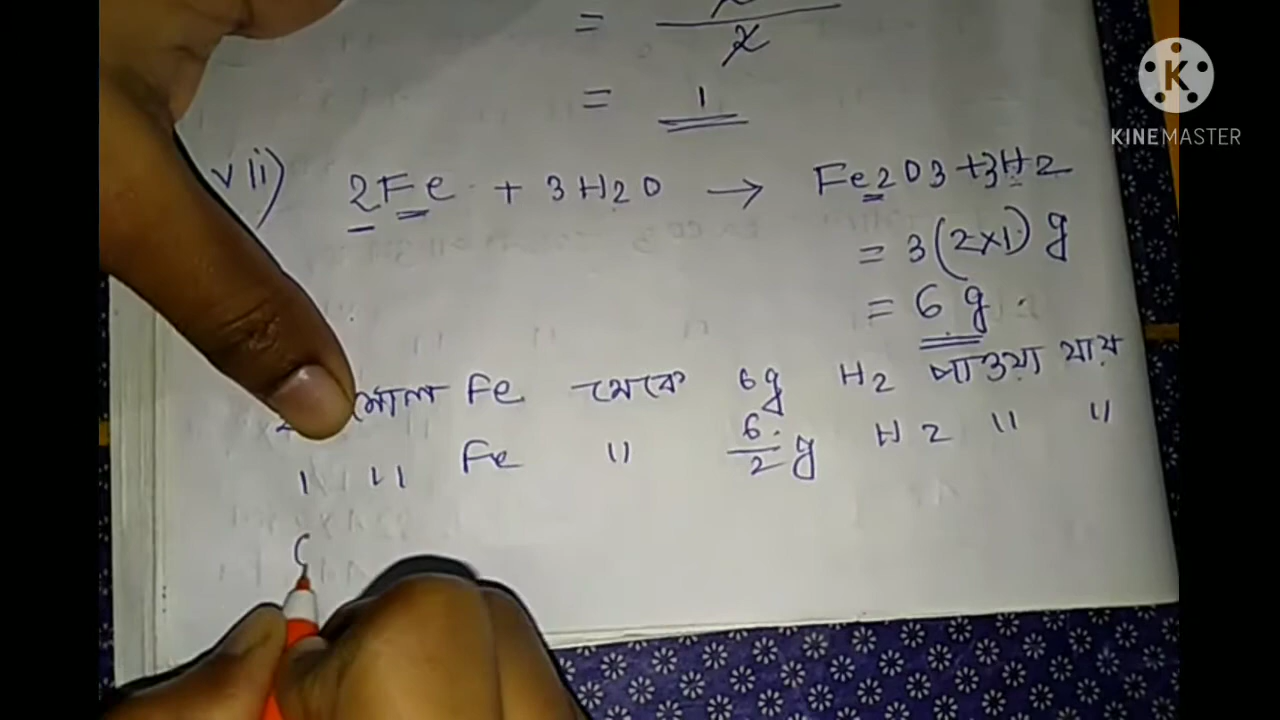 =
x
= 1
KINEMASTER
vii) 2Fe + 3H2O → Fe2O3 + 3H2
= 3(2×1) g
= 6 g.
মোল Fe থেকে 6g H2 পাওয়া যায়
1 〃 Fe 〃 6/2 g H2 〃 〃